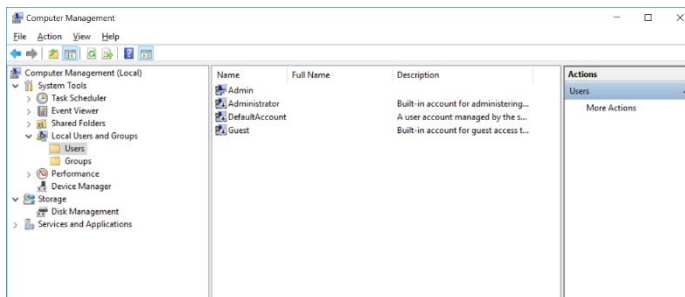 Computer Management
File Action View Help
Computer Management (Local)
System Tools
Task Scheduler
Event Viewer
Shared Folders
Local Users and Groups
Users
Groups
Performance
Device Manager
Storage
Disk Management
Services and Applications
Name Full Name Description
Admin
Administrator Built-in account for administering...
DefaultAccount A user account managed by the s...
Guest Built-in account for guest access t...
Actions
Users
More Actions